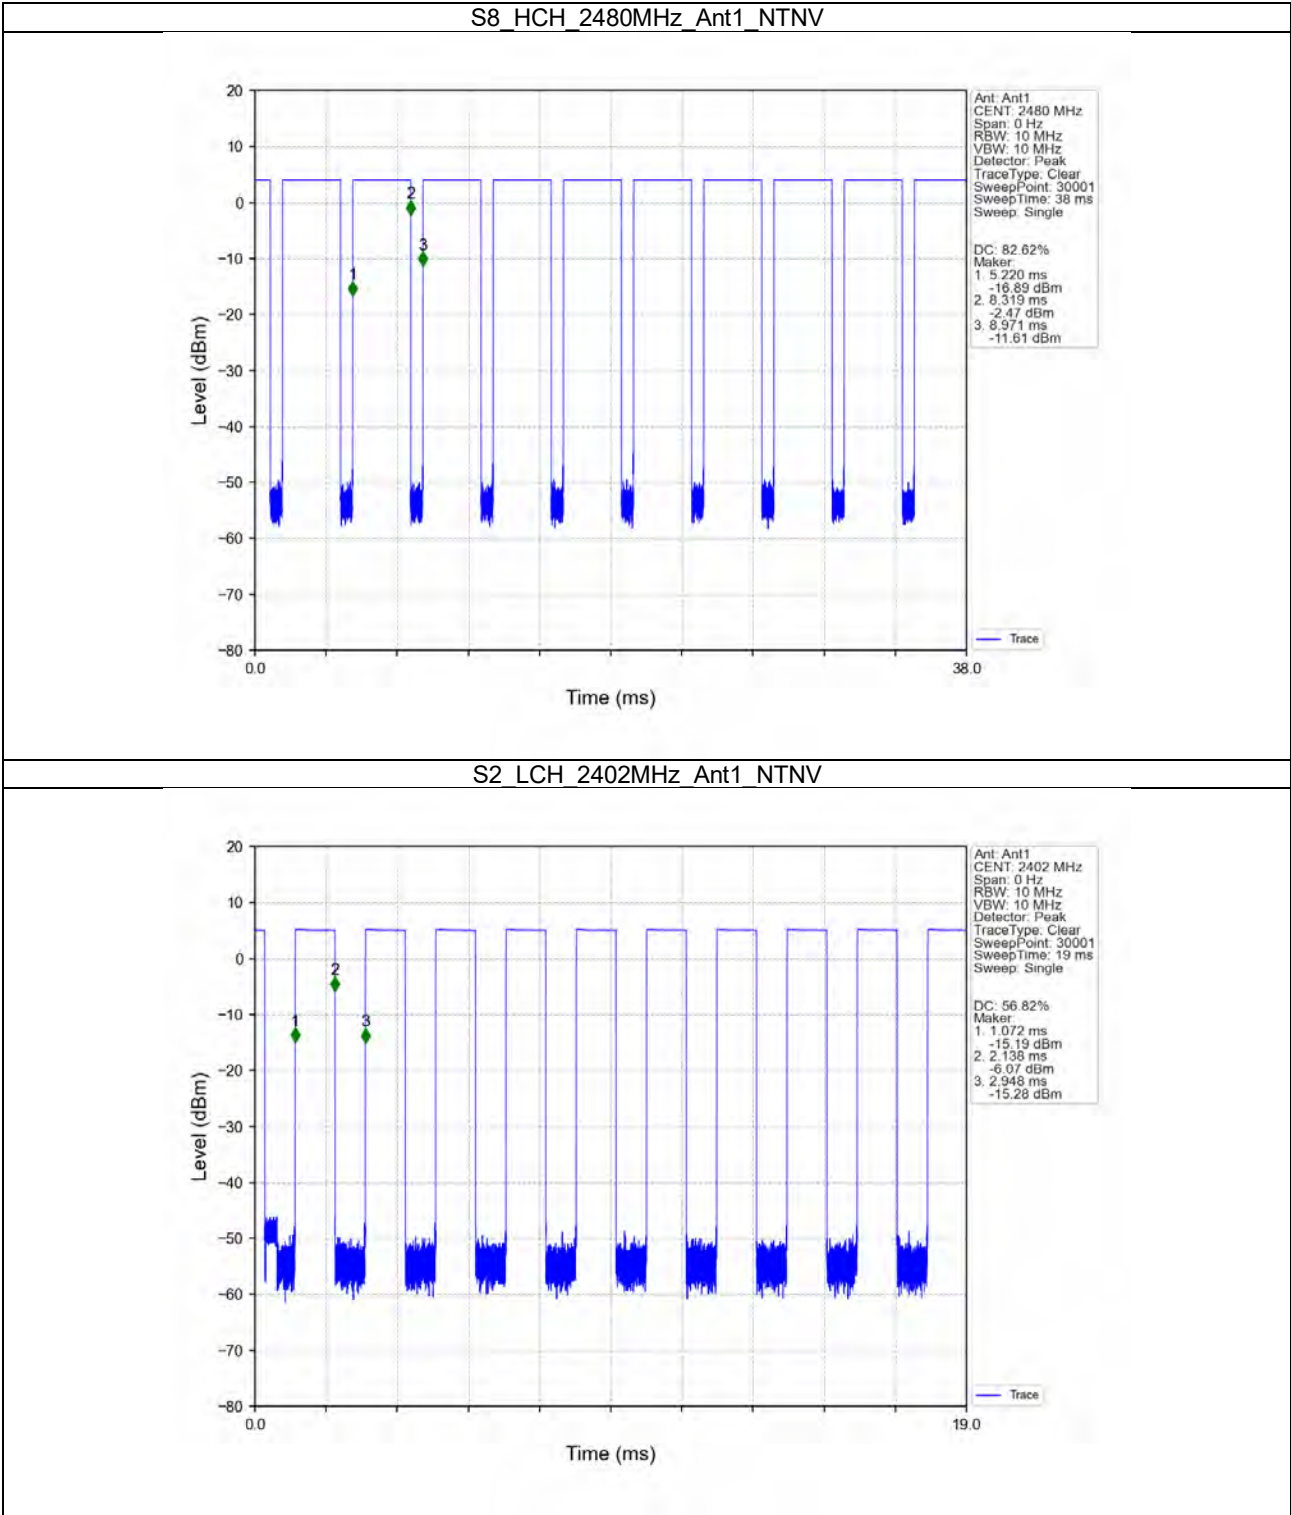 S8_HCH_2480MHz_Ant1_NTNV
20
10
0
−10
−20
−30
−40
−50
−60
−70
−80
Level (dBm)
1
2
3
0.0
38.0
Time (ms)
Ant: Ant1
CENT: 2480 MHz
Span: 0 Hz
RBW: 10 MHz
VBW: 10 MHz
Detector: Peak
TraceType: Clear
SweepPoint: 30001
SweepTime: 38 ms
Sweep: Single
DC: 82.62%
Maker:
1. 5.220 ms
-16.89 dBm
2. 8.319 ms
-2.47 dBm
3. 8.971 ms
-11.61 dBm
Trace
S2_LCH_2402MHz_Ant1_NTNV
20
10
0
−10
−20
−30
−40
−50
−60
−70
−80
Level (dBm)
1
2
3
0.0
19.0
Time (ms)
Ant: Ant1
CENT: 2402 MHz
Span: 0 Hz
RBW: 10 MHz
VBW: 10 MHz
Detector: Peak
TraceType: Clear
SweepPoint: 30001
SweepTime: 19 ms
Sweep: Single
DC: 56.82%
Maker:
1. 1.072 ms
-15.19 dBm
2. 2.138 ms
-6.07 dBm
3. 2.948 ms
-15.28 dBm
Trace